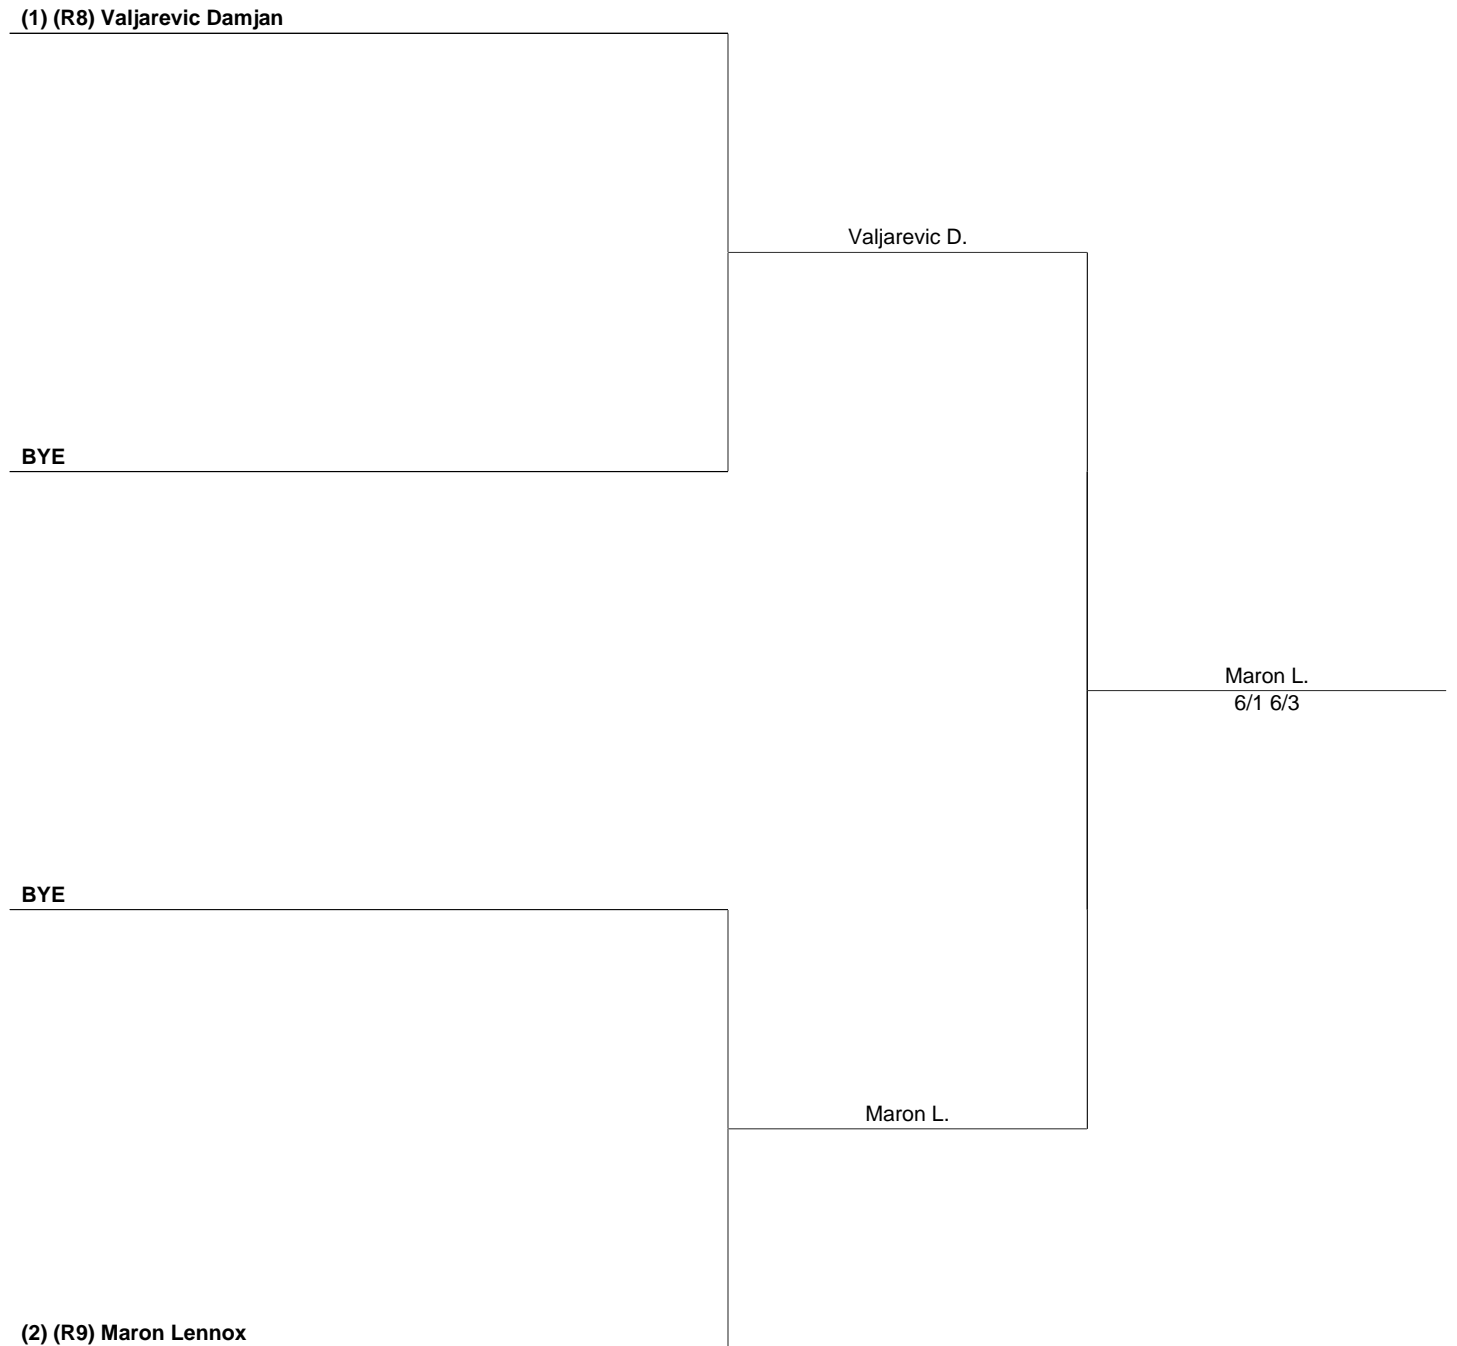 (1) (R8) Valjarevic Damjan
Valjarevic D.
BYE
Maron L.
6/1 6/3
BYE
Maron L.
(2) (R9) Maron Lennox